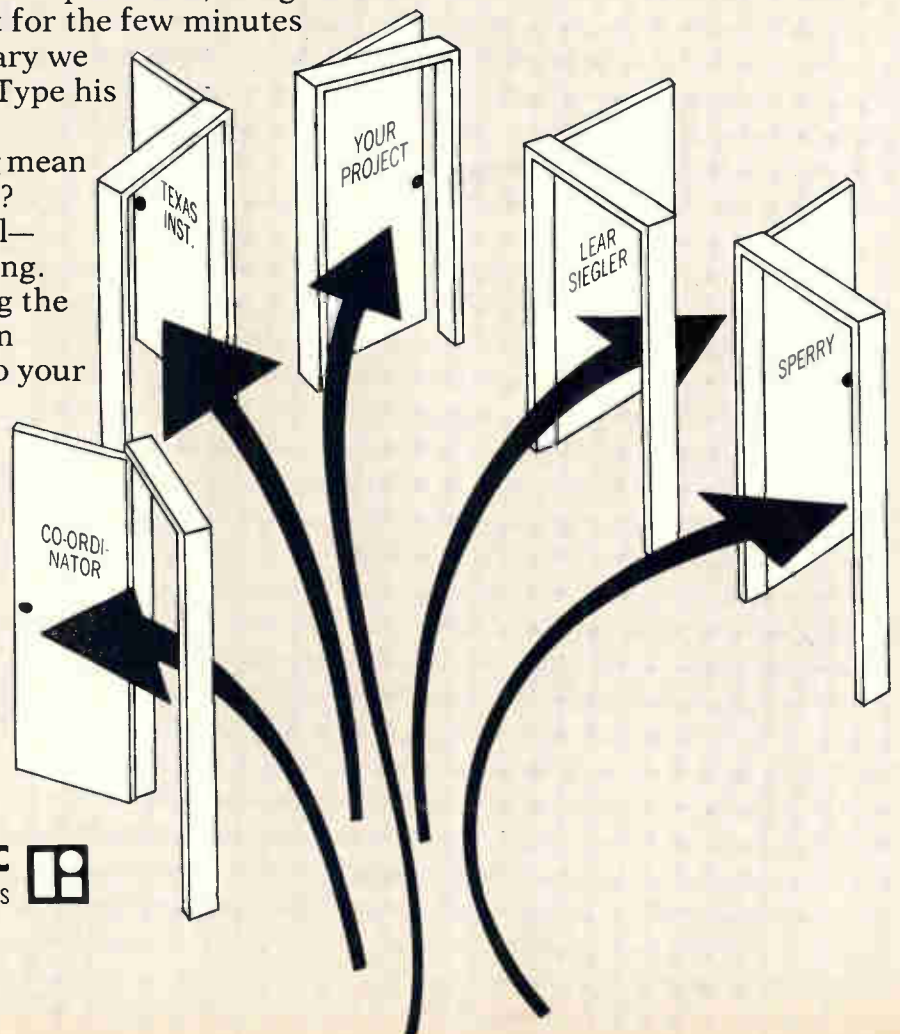 for the few minutes
ary we
Type his
mean
?
l—
ng.
g the
n
o your
TEXAS
INST.
YOUR
PROJECT
LEAR
SIEGLER
SPERRY
CO-ORDI-
NATOR
C
S